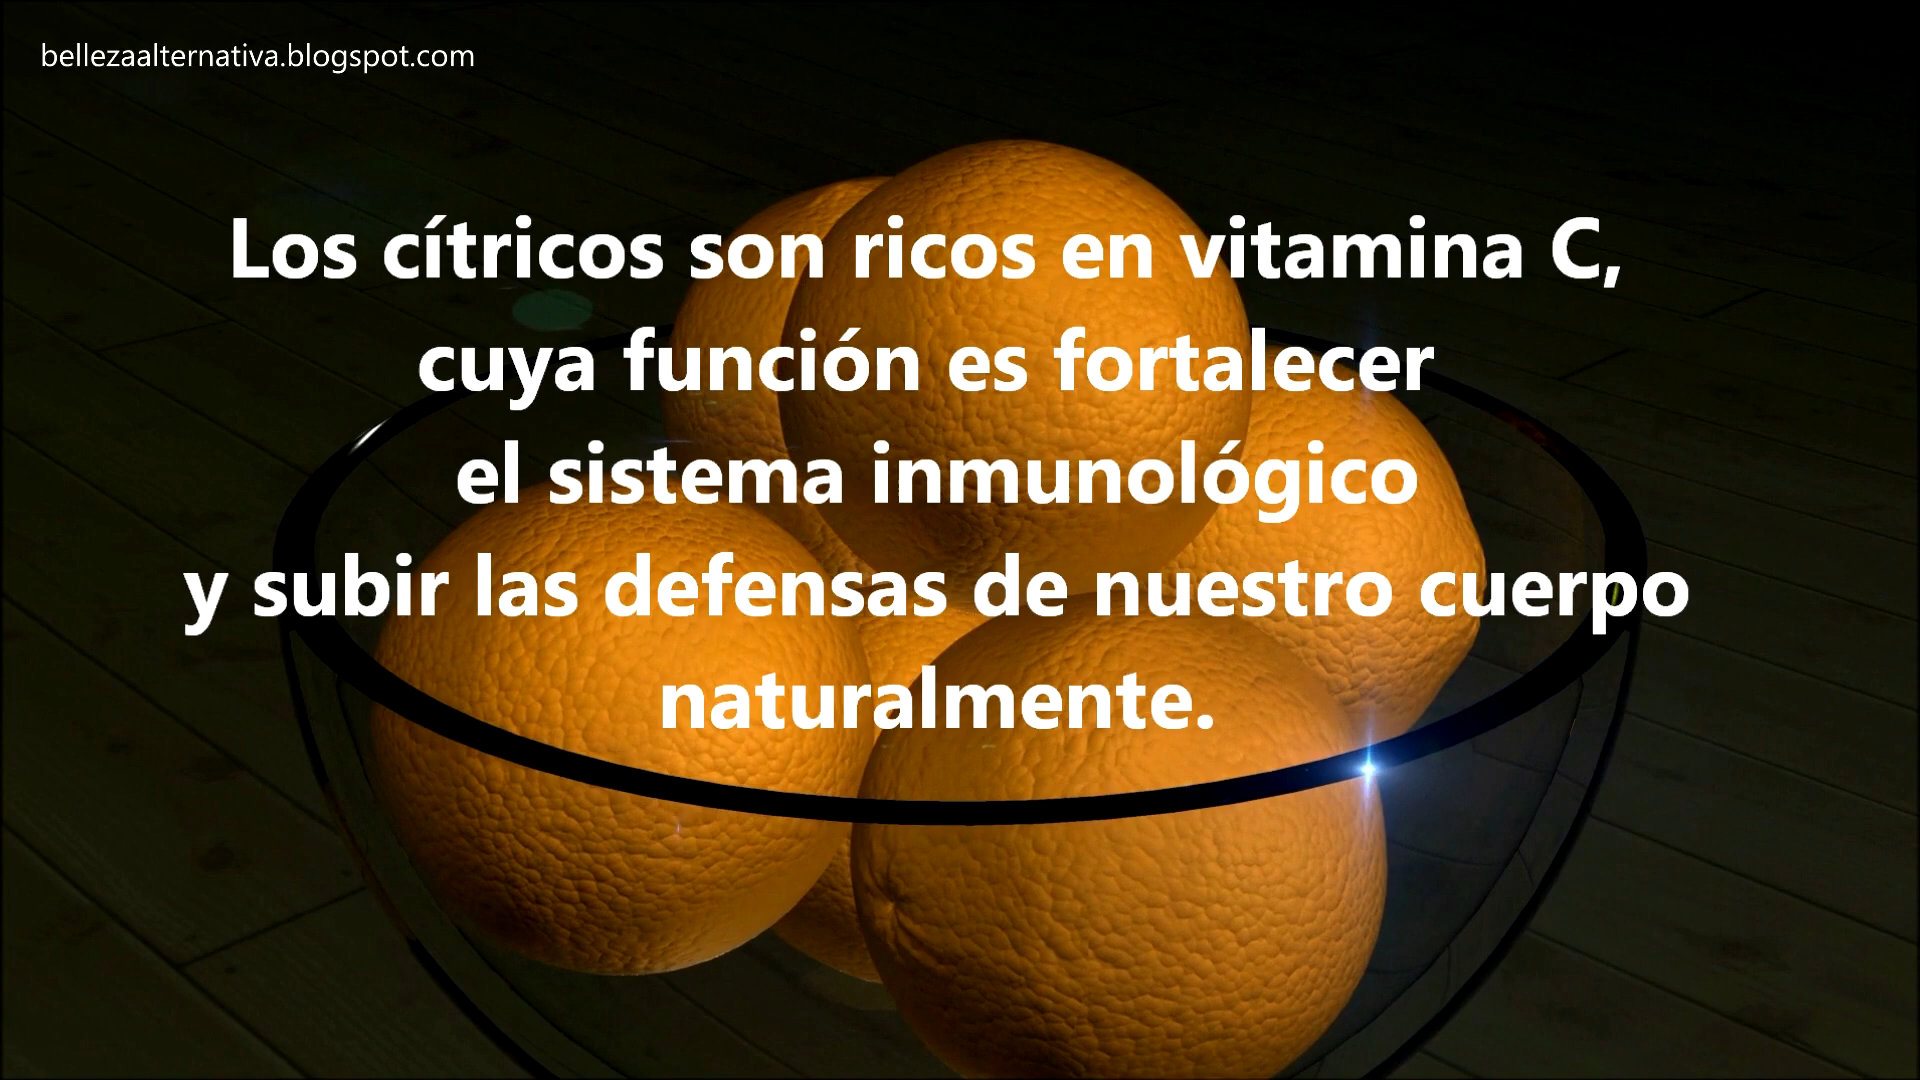 bellezaalternativa.blogspot.com
Los cítricos son ricos en vitamina C,
cuya función es fortalecer
el sistema inmunológico
y subir las defensas de nuestro cuerpo
naturalmente.